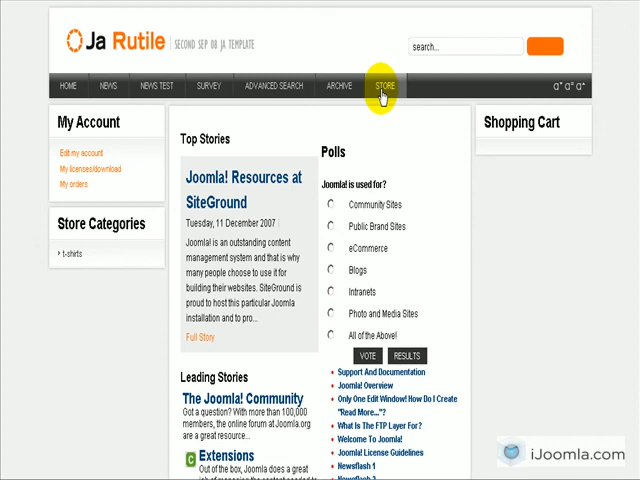 Ja Rutile SECOND SEP 08 JA TEMPLATE
search...
HOME NEWS NEWS TEST SURVEY ADVANCED SEARCH ARCHIVE STORE
My Account
Edit my account
My licenses/download
My orders
Store Categories
t-shirts
Top Stories
Joomla! Resources at
SiteGround
Tuesday, 11 December 2007
Joomla! is an outstanding content
management system and that is why
many people choose to use it for
building their websites. SiteGround is
proud to host this particular Joomla
installation and to pro...
Full Story
Leading Stories
The Joomla! Community
Got a question? With more than 100,000
members, the online forum at Joomla.org
are a great resource...
Extensions
Out of the box, Joomla does a great
Polls
Joomla! is used for?
Community Sites
Public Brand Sites
eCommerce
Blogs
Intranets
Photo and Media Sites
All of the Above!
VOTE RESULTS
Support And Documentation
Joomla! Overview
Only One Edit Window! How Do I Create
"Read More..."?
What Is The FTP Layer For?
Welcome To Joomla!
Joomla! License Guidelines
Newsflash 1
Shopping Cart
iJoomla.com